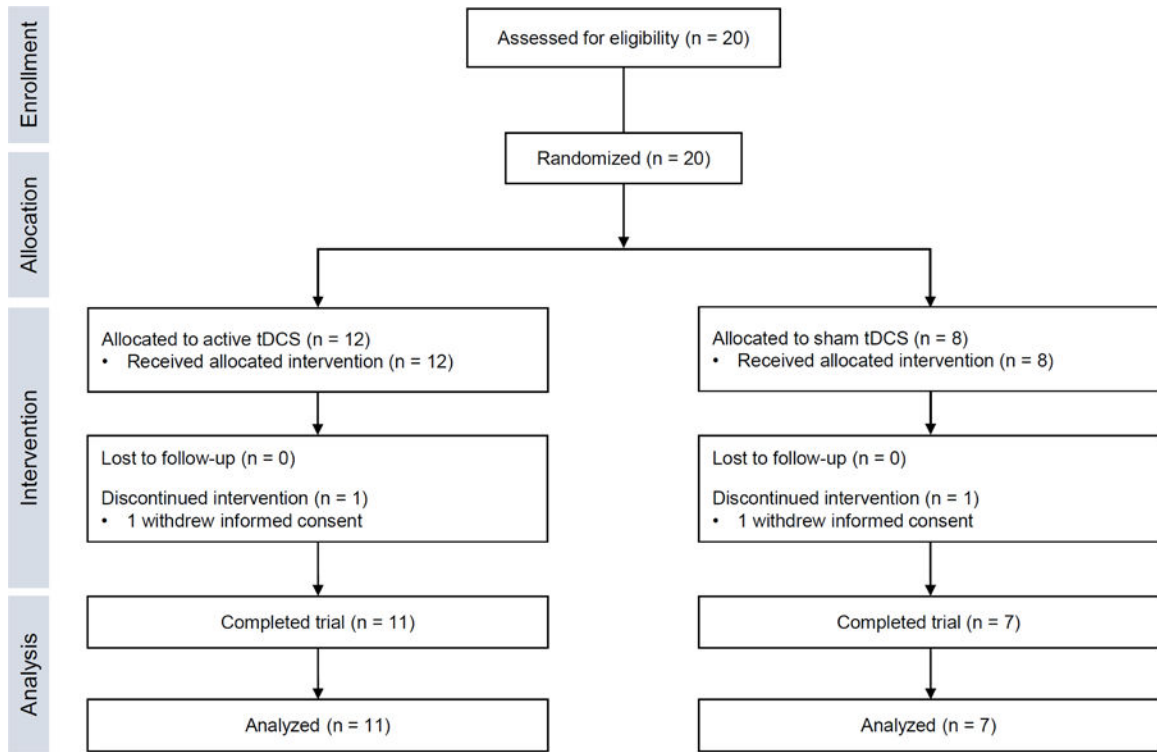 Enrollment
Assessed for eligibility (n = 20)
Randomized (n = 20)
Allocation
Intervention
Allocated to active tDCS (n = 12)
• Received allocated intervention (n = 12)
Allocated to sham tDCS (n = 8)
• Received allocated intervention (n = 8)
Lost to follow-up (n = 0)
Discontinued intervention (n = 1)
• 1 withdrew informed consent
Lost to follow-up (n = 0)
Discontinued intervention (n = 1)
• 1 withdrew informed consent
Analysis
Completed trial (n = 11)
Completed trial (n = 7)
Analyzed (n = 11)
Analyzed (n = 7)